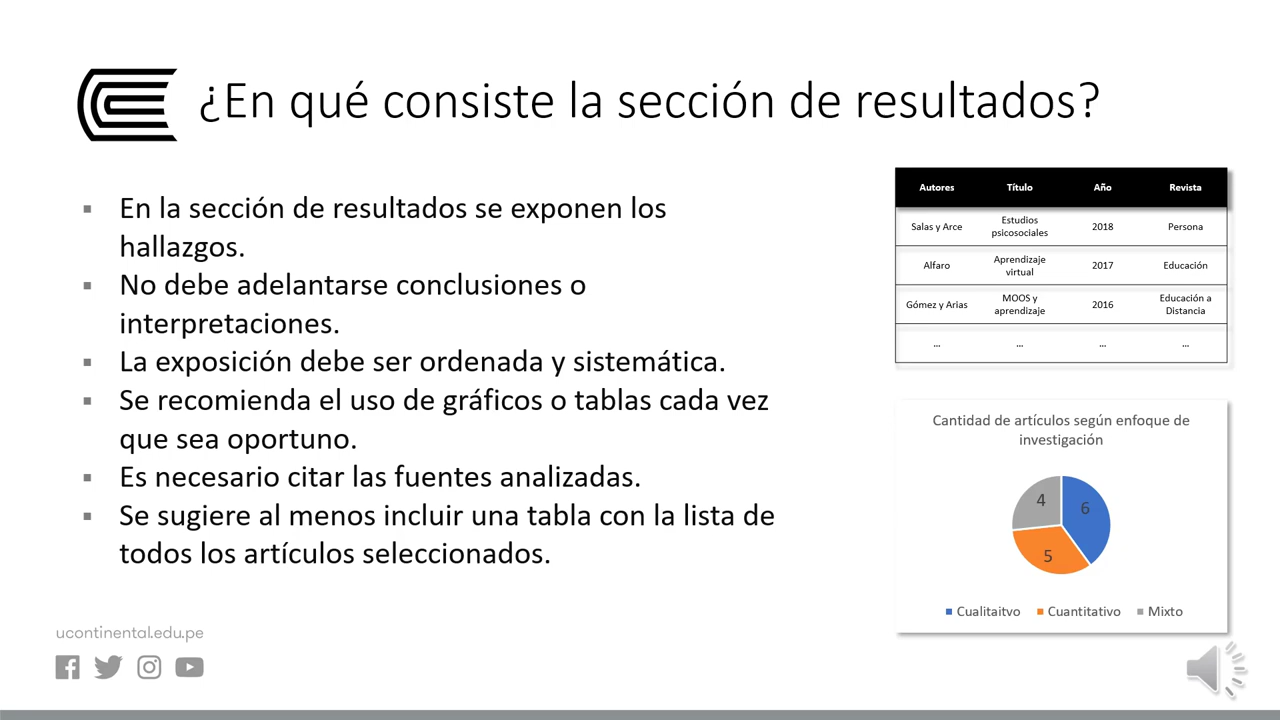 ¿En qué consiste la sección de resultados?
▪ En la sección de resultados se exponen los
hallazgos.
▪ No debe adelantarse conclusiones o
interpretaciones.
▪ La exposición debe ser ordenada y sistemática.
▪ Se recomienda el uso de gráficos o tablas cada vez
que sea oportuno.
▪ Es necesario citar las fuentes analizadas.
▪ Se sugiere al menos incluir una tabla con la lista de
todos los artículos seleccionados.
Autores Título Año Revista
Salas y Arce Estudios psicosociales 2018 Persona
Alfaro Aprendizaje virtual 2017 Educación
Gómez y Arias MOOS y aprendizaje 2016 Educación a Distancia
... ... ... ...
Cantidad de artículos según enfoque de
investigación
4 6
5
Cualitaitvo Cuantitativo Mixto
ucontinental.edu.pe